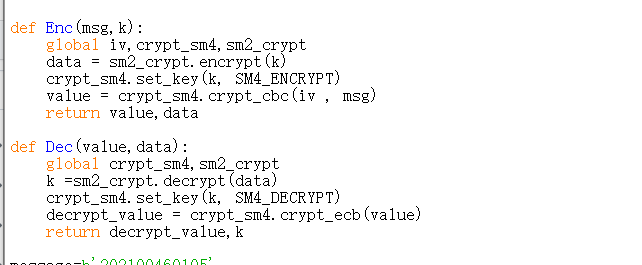 def Enc(msg,k):
    global iv,crypt_sm4,sm2_crypt
    data = sm2_crypt.encrypt(k)
    crypt_sm4.set_key(k, SM4_ENCRYPT)
    value = crypt_sm4.crypt_cbc(iv , msg)
    return value,data
def Dec(value,data):
    global crypt_sm4,sm2_crypt
    k =sm2_crypt.decrypt(data)
    crypt_sm4.set_key(k, SM4_DECRYPT)
    decrypt_value = crypt_sm4.crypt_ecb(value)
    return decrypt_value,k
message=b'202100460105'